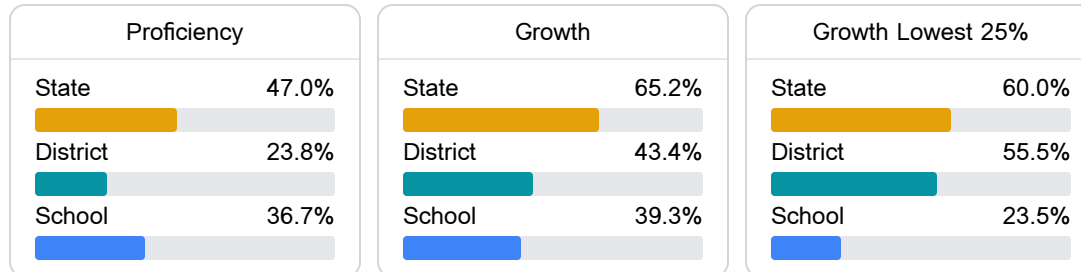 Proficiency
State 47.0%
District 23.8%
School 36.7%
Growth
State 65.2%
District 43.4%
School 39.3%
Growth Lowest 25%
State 60.0%
District 55.5%
School 23.5%